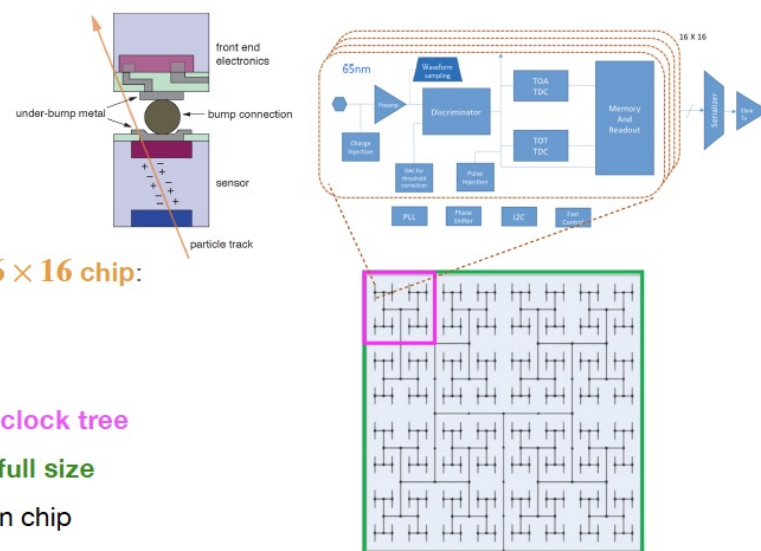 front end
electronics
under-bump metal
bump connection
sensor
particle track
16 X 16
65nm
Waveform
sampling
Preamp
Discriminator
TOA
TDC
TOT
TDC
Memory
And
Readout
Charge
Injection
DAC for
threshold
correction
Pulse
Injection
Serializer
Elink
Tx
PLL
Phase
Shifter
I2C
Fast
Control
6 × 16 chip:
clock tree
full size
n chip